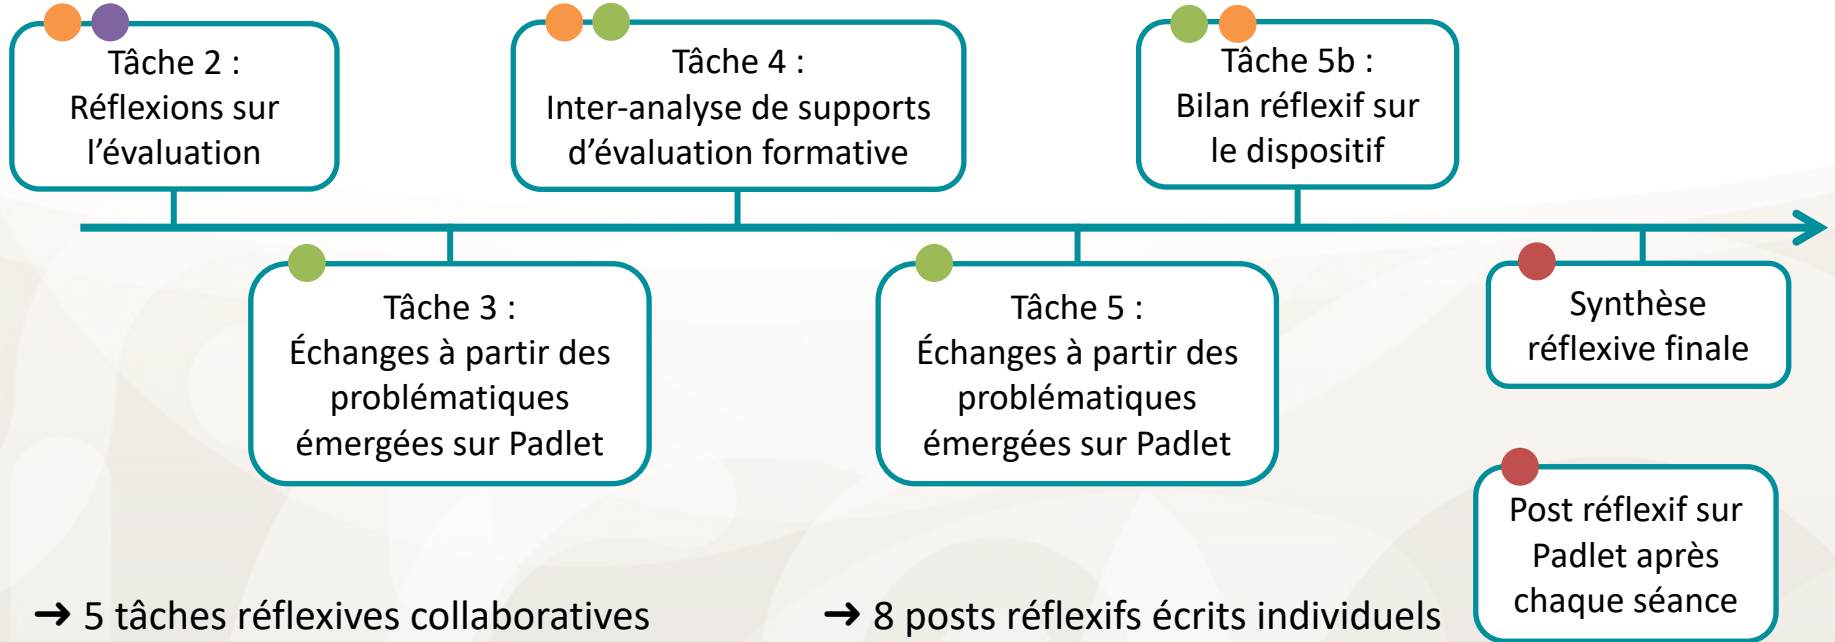 Tâche 2 :
Réflexions sur
l’évaluation
Tâche 4 :
Inter-analyse de supports
d’évaluation formative
Tâche 5b :
Bilan réflexif sur
le dispositif
Tâche 3 :
Échanges à partir des
problématiques
émergées sur Padlet
Tâche 5 :
Échanges à partir des
problématiques
émergées sur Padlet
Synthèse
réflexive finale
Post réflexif sur
Padlet après
chaque séance
→ 5 tâches réflexives collaboratives
→ 8 posts réflexifs écrits individuels